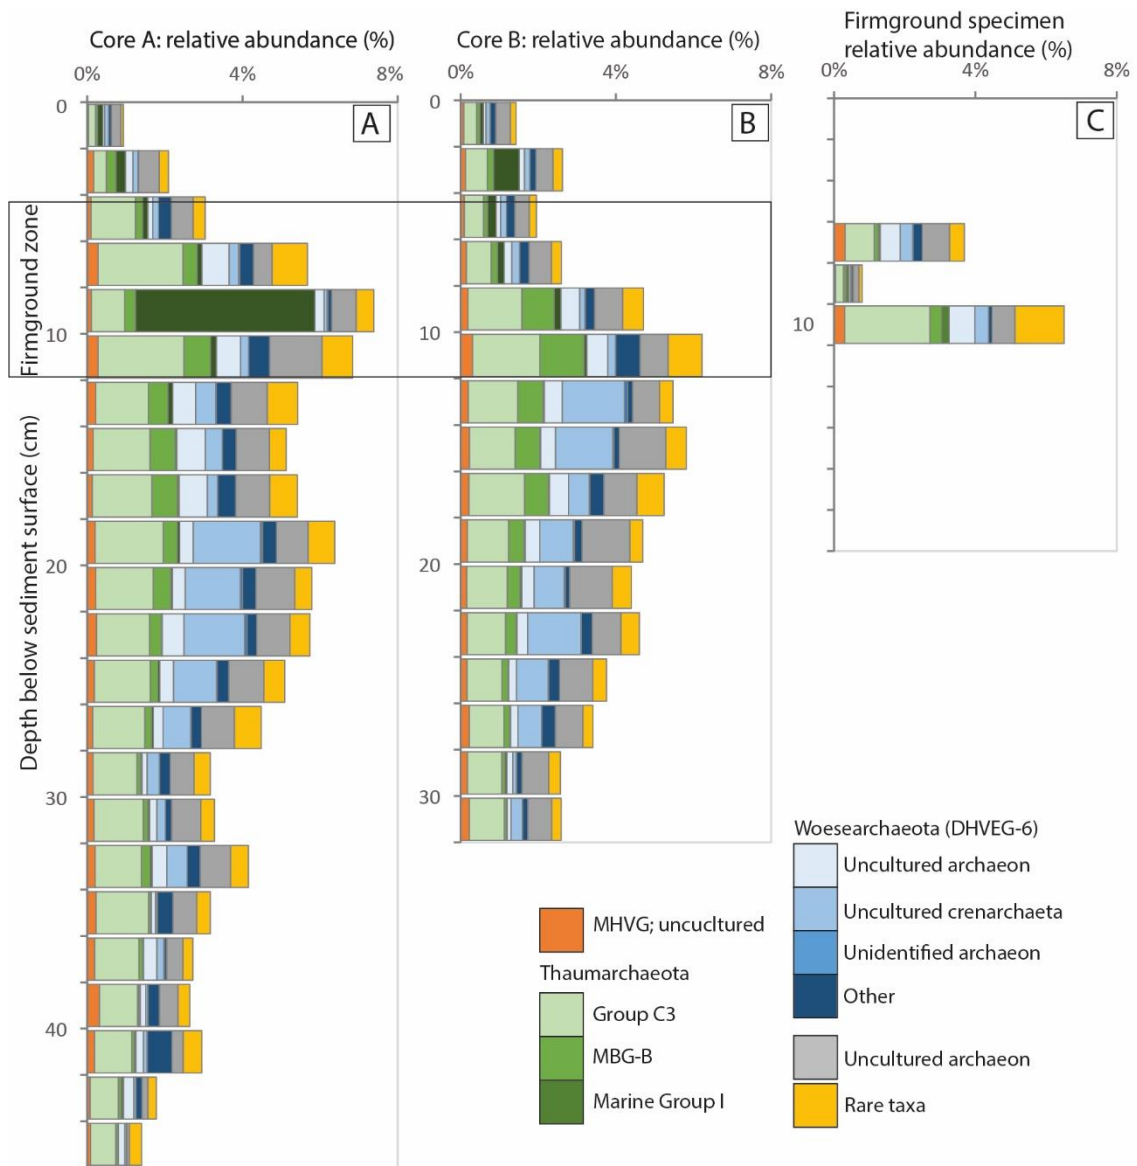 Core A: relative abundance (%)
0%
4%
8%
A
Core B: relative abundance (%)
0%
4%
8%
B
Firmground specimen
relative abundance (%)
0%
4%
8%
C
0
10
20
30
40
Firmground zone
Depth below sediment surface (cm)
0
10
20
30
10
MHVG; uncucultured
Thaumarchaeota
Group C3
MBG-B
Marine Group I
Woesearchaeota (DHVEG-6)
Uncultured archaeon
Uncultured crenarchaeta
Unidentified archaeon
Other
Uncultured archaeon
Rare taxa